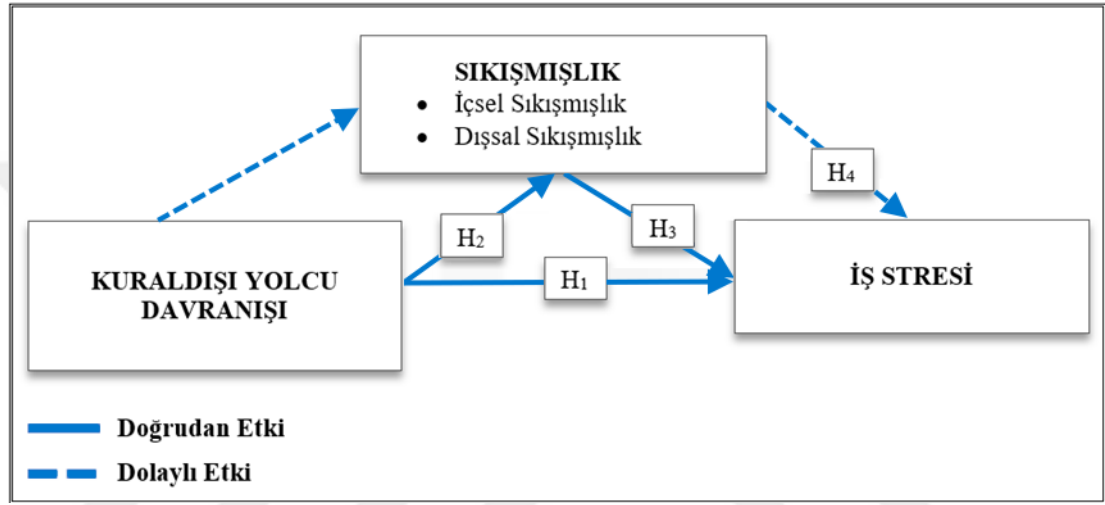 SIKIŞMIŞLIK
• İçsel Sıkışmışlık
• Dışsal Sıkışmışlık
H₄
H₂
H₃
KURALDIŞI YOLCU
DAVRANIŞI
H₁
İŞ STRESİ
Doğrudan Etki
Dolaylı Etki